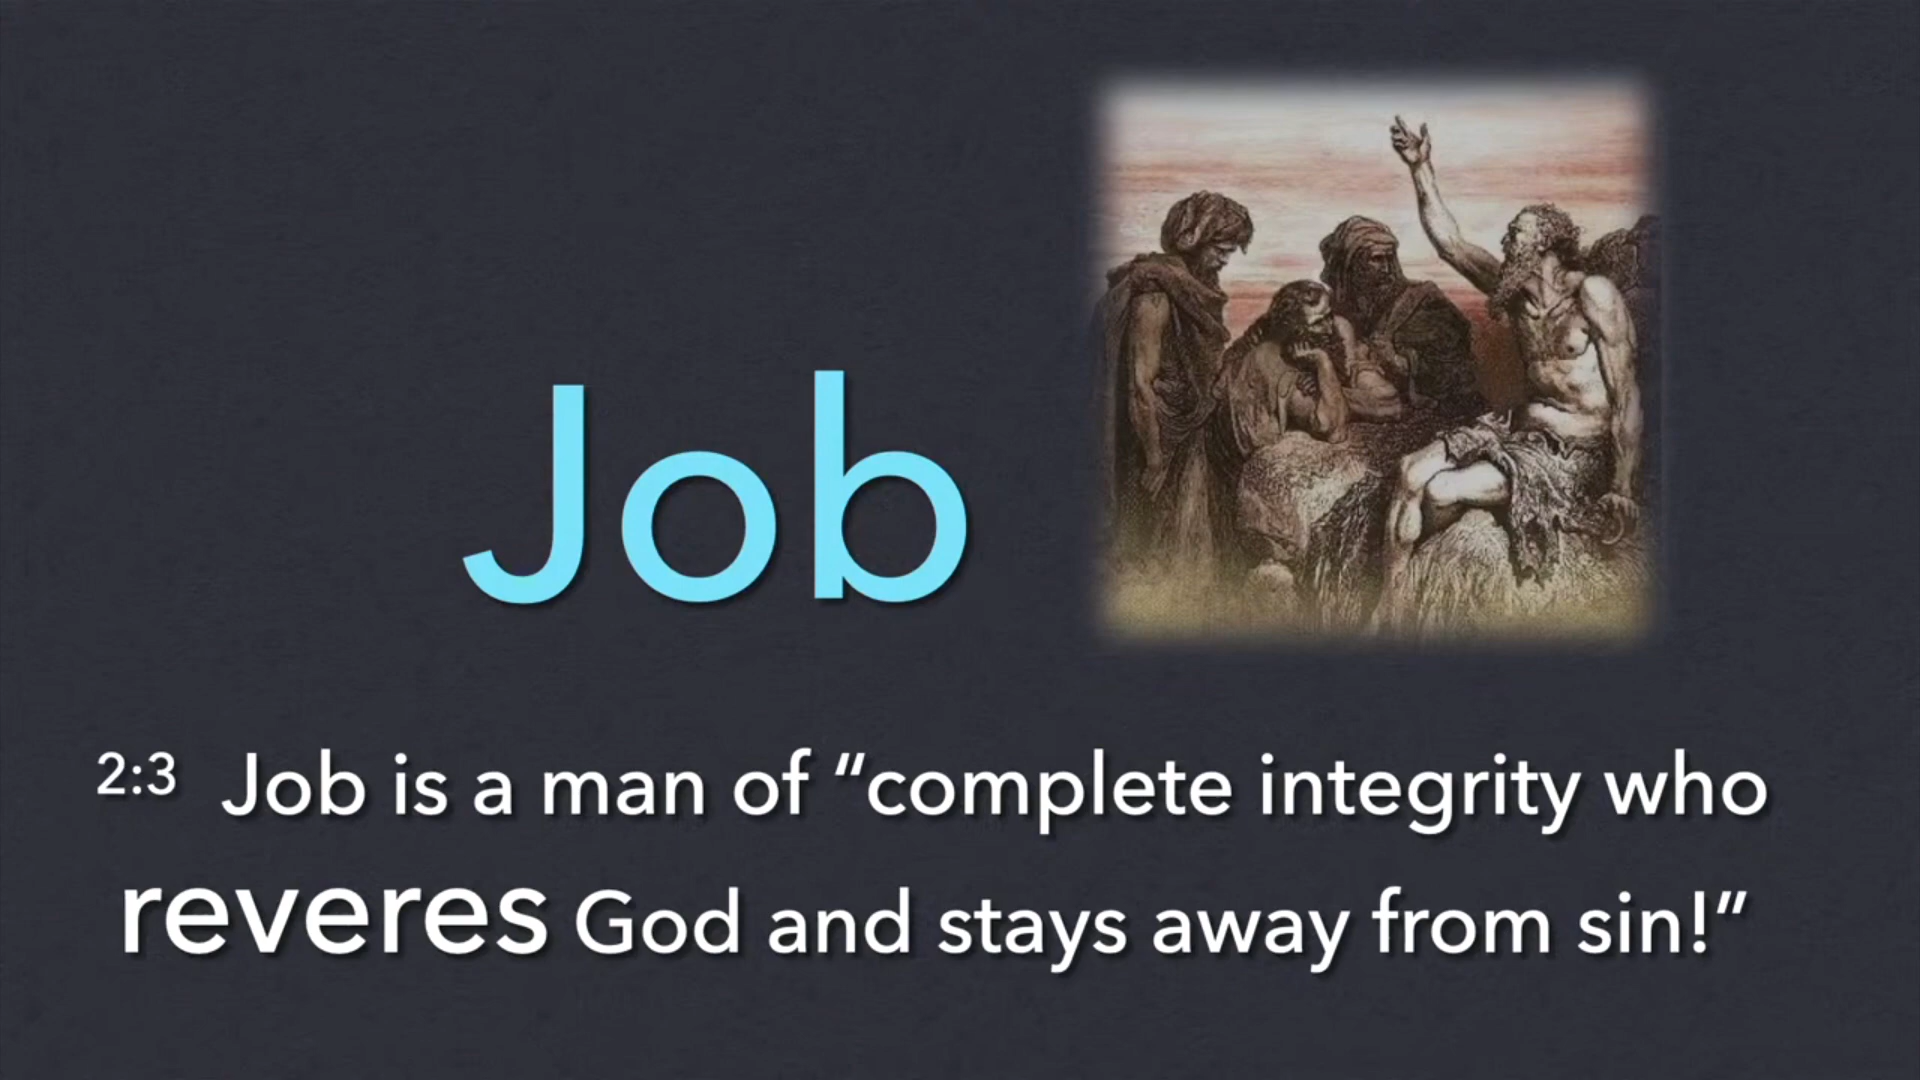 Job
2:3 Job is a man of “complete integrity who
reveres God and stays away from sin!”